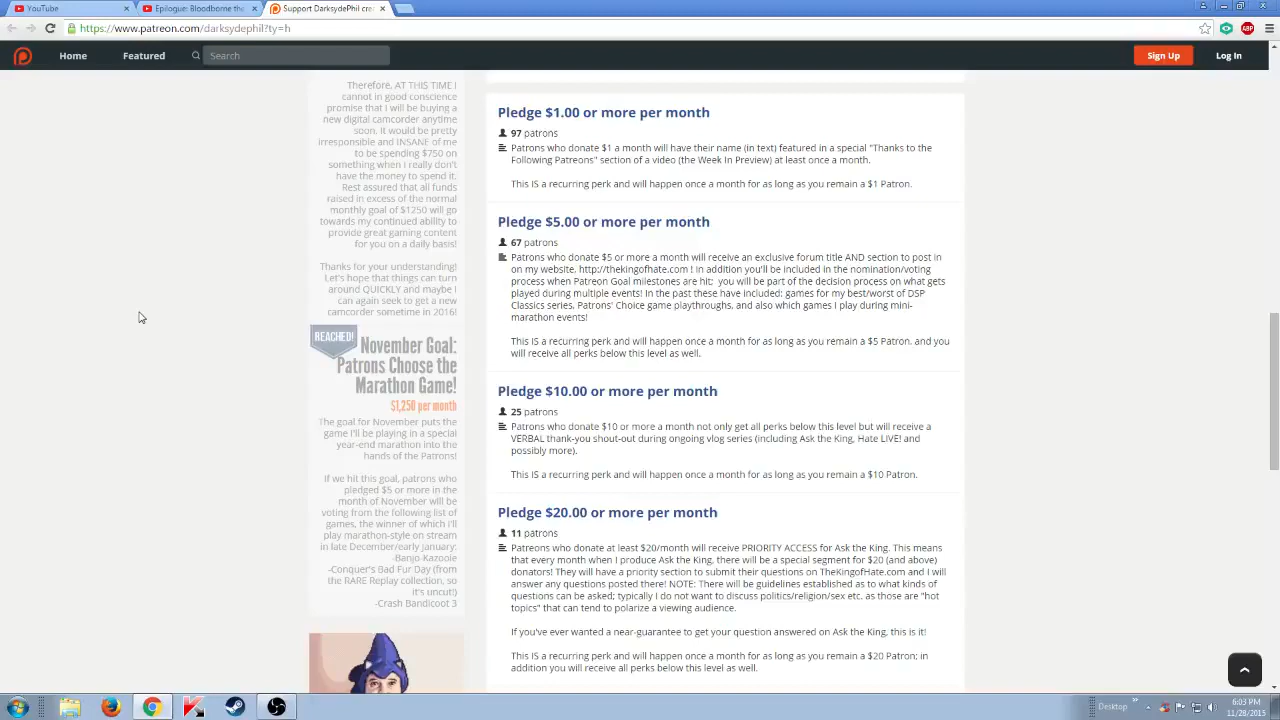 YouTube
Epilogue: Bloodborne the
Support DarksydePhil crea
https://www.patreon.com/darksydephil?ty=h
Home
Featured
Search
Sign Up
Log In
Therefore, AT THIS TIME I
cannot in good conscience
promise that I will be buying a
new digital camcorder anytime
soon, it would be pretty
irresponsible and INSANE of me
to be spending $750 on
something when I really don't
have the money to spend it.
Rest assured that all funds
raised in excess of the normal
monthly goal of $1250 will go
towards my continued ability to
provide great gaming content
for you on a daily basis!
Thanks for your understanding!
Let's hope that things can turn
around QUICKLY and maybe I
can again seek to get a new
camcorder sometime in 2016!
REACHED!
November Goal:
Patrons Choose the
Marathon Game!
$1,250 per month
The goal for November puts the
game I'll be playing in a special
year-end marathon into the
hands of the Patrons!
If we hit this goal, patrons who
pledged $5 or more in the
month of November will be
voting from the following list of
games, the winner of which I'll
play marathon-style on stream
in late December/early January:
-Banjo-Kazooie
-Conquer's Bad Fur Day (from
the RARE Replay collection, so
it's uncut!)
-Crash Bandicoot 3
Pledge $1.00 or more per month
97 patrons
Patrons who donate $1 a month will have their name (in text) featured in a special "Thanks to the
Following Patreons" section of a video (the Week In Preview) at least once a month.
This IS a recurring perk and will happen once a month for as long as you remain a $1 Patron.
Pledge $5.00 or more per month
67 patrons
Patrons who donate $5 or more a month will receive an exclusive forum title AND section to post in
on my website, http://thekingofhate.com ! In addition you'll be included in the nomination/voting
process when Patreon Goal milestones are hit; you will be part of the decision process on what gets
played during multiple events! In the past these have included: games for my best/worst of DSP
Classics series, Patrons' Choice game playthroughs, and also which games I play during mini-
marathon events!
This IS a recurring perk and will happen once a month for as long as you remain a $5 Patron, and you
will receive all perks below this level as well.
Pledge $10.00 or more per month
25 patrons
Patrons who donate $10 or more a month not only get all perks below this level but will receive a
VERBAL thank-you shout-out during ongoing vlog series (including Ask the King, Hate LIVE! and
possibly more).
This IS a recurring perk and will happen once a month for as long as you remain a $10 Patron.
Pledge $20.00 or more per month
11 patrons
Patreons who donate at least $20/month will receive PRIORITY ACCESS for Ask the King. This means
that every month when I produce Ask the King, there will be a special segment for $20 (and above)
donators! They will have a priority section to submit their questions on TheKingofHate.com and I will
answer any questions posted there! NOTE: There will be guidelines established as to what kinds of
questions can be asked; typically I do not want to discuss politics/religion/sex etc. as those are "hot
topics" that can tend to polarize a viewing audience.
If you've ever wanted a near-guarantee to get your question answered on Ask the King, this is it!
This IS a recurring perk and will happen once a month for as long as you remain a $20 Patron; in
addition you will receive all perks below this level as well.
Desktop
6:03 PM
11/28/2015